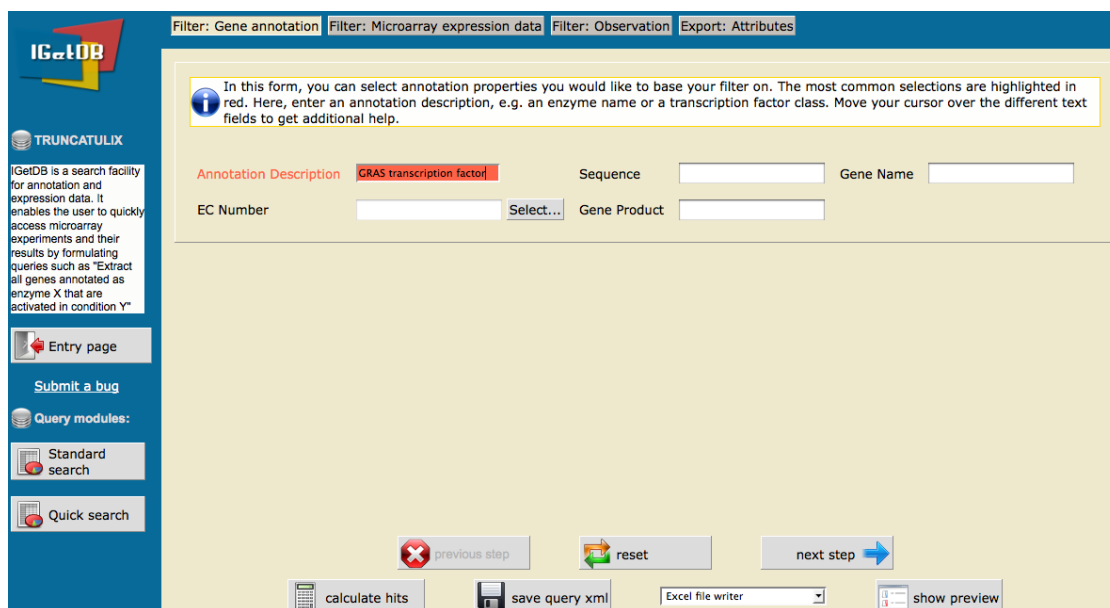 Filter: Gene annotation Filter: Microarray expression data Filter: Observation Export: Attributes
IGetDB
In this form, you can select annotation properties you would like to base your filter on. The most common selections are highlighted in
red. Here, enter an annotation description, e.g. an enzyme name or a transcription factor class. Move your cursor over the different text
fields to get additional help.
TRUNCATULIX
IGetDB is a search facility
for annotation and
expression data. It
enables the user to quickly
access microarray
experiments and their
results by formulating
queries such as "Extract
all genes annotated as
enzyme X that are
activated in condition Y"
Annotation Description GRAS transcription factor Sequence Gene Name
EC Number Select... Gene Product
Entry page
Submit a bug
Query modules:
Standard
search
Quick search
previous step reset next step
calculate hits save query xml Excel file writer show preview